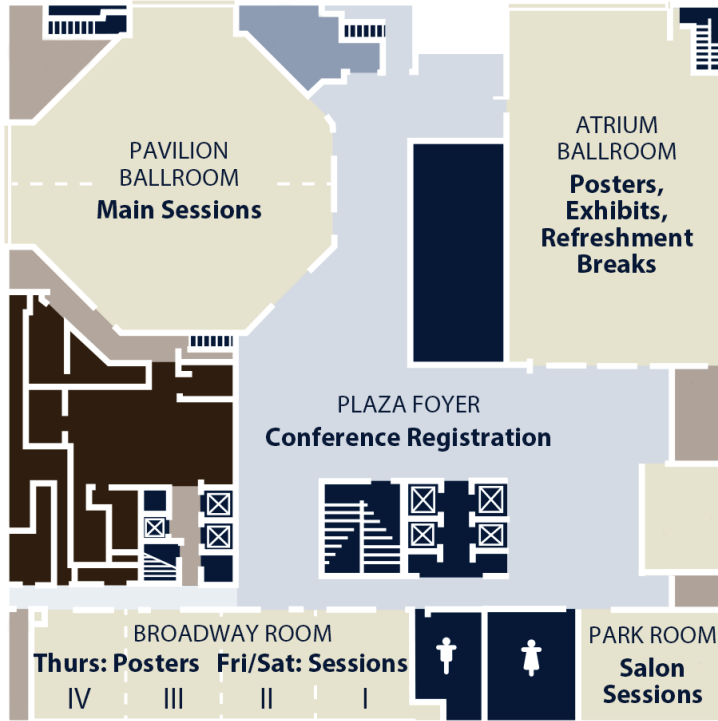 PAVILION
BALLROOM
Main Sessions
ATRIUM
BALLROOM
Posters,
Exhibits,
Refreshment
Breaks
PLAZA FOYER
Conference Registration
BROADWAY ROOM
Thurs: Posters Fri/Sat: Sessions
IV III II I
PARK ROOM
Salon
Sessions